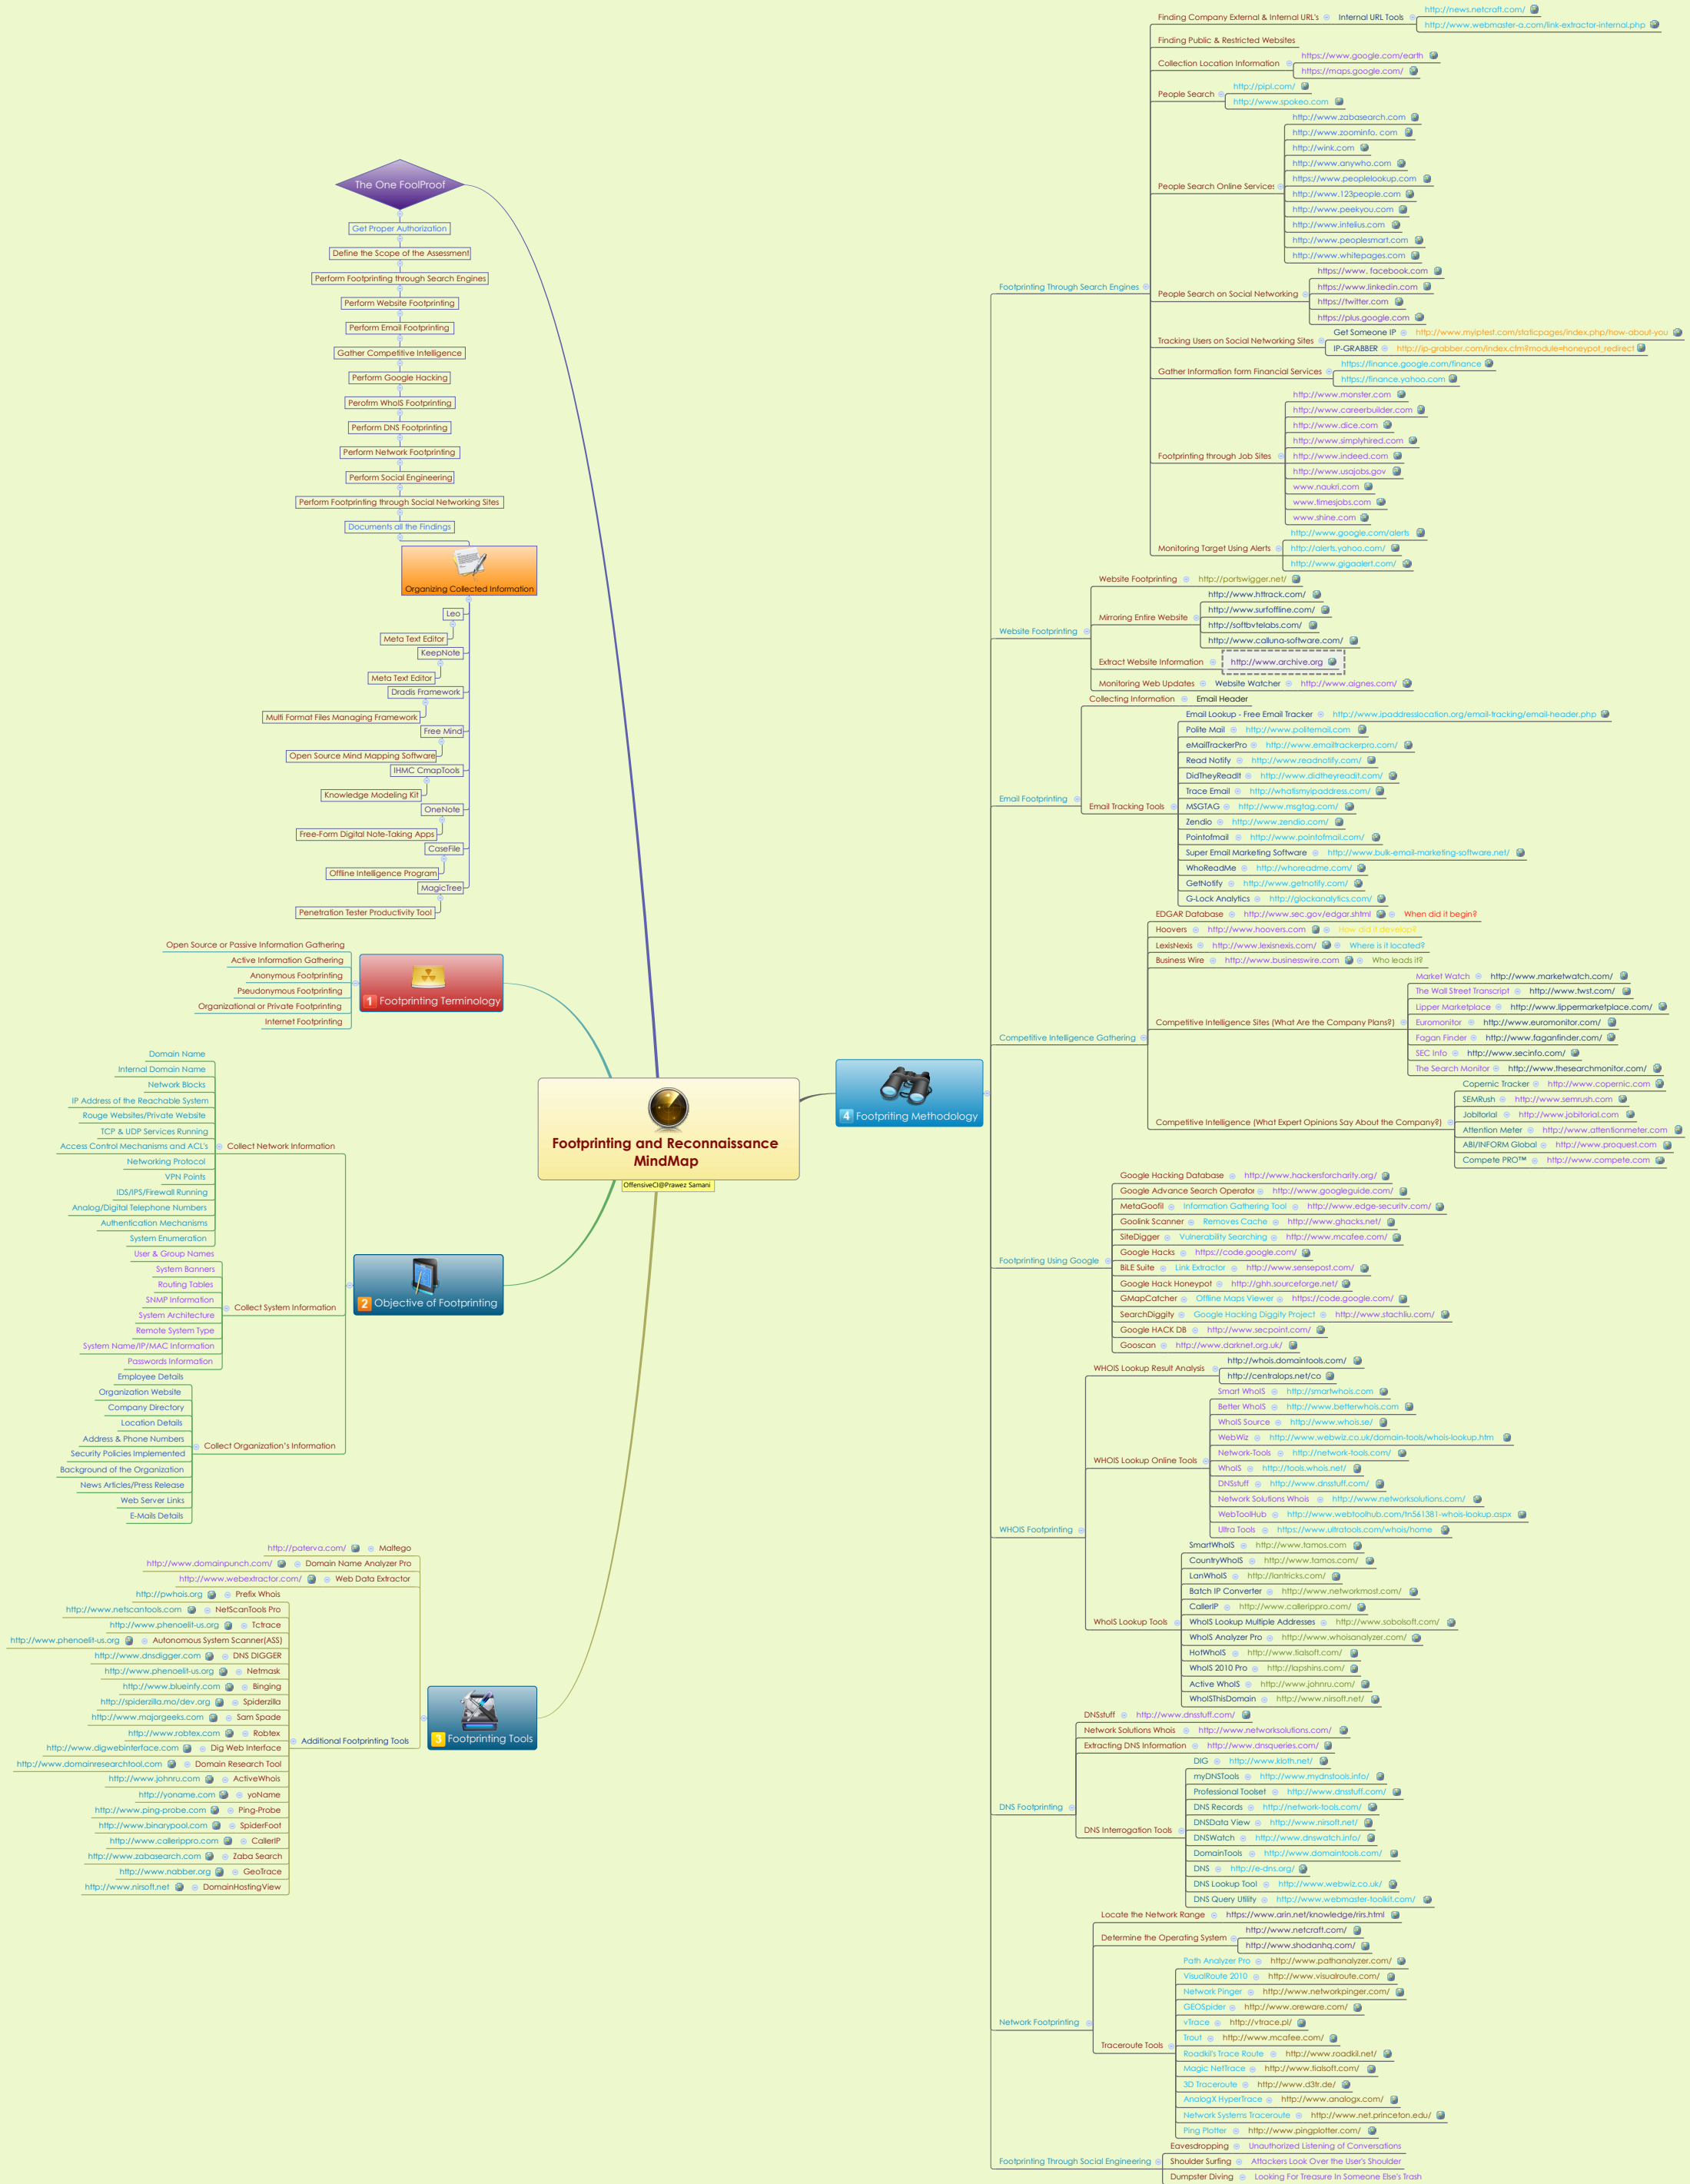 The One FoolProof
Get Proper Authorization
Define the Scope of the Assessment
Perform Footprinting through Search Engines
Perform Website Footprinting
Perform Email Footprinting
Gather Competitive Intelligence
Perform Google Hacking
Perofrm WhoIS Footprinting
Perform DNS Footprinting
Perform Network Footprinting
Perform Social Engineering
Perform Footprinting through Social Networking Sites
Documents all the Findings
Organizing Collected Information
Leo
Meta Text Editor
KeepNote
Meta Text Editor
Dradis Framework
Multi Format Files Managing Framework
Free Mind
Open Source Mind Mapping Software
IHMC CmapTools
Knowledge Modeling Kit
OneNote
Free-Form Digital Note-Taking Apps
CaseFile
Offline Intelligence Program
MagicTree
Penetration Tester Productivity Tool
Open Source or Passive Information Gathering
Active Information Gathering
Anonymous Footprinting
Pseudonymous Footprinting
Organizational or Private Footprinting
Internet Footprinting
1 Footprinting Terminology
Domain Name
Internal Domain Name
Network Blocks
IP Address of the Reachable System
Rouge Websites/Private Website
TCP & UDP Services Running
Access Control Mechanisms and ACL's
Collect Network Information
Networking Protocol
VPN Points
IDS/IPS/Firewall Running
Analog/Digital Telephone Numbers
Authentication Mechanisms
System Enumeration
User & Group Names
System Banners
Routing Tables
SNMP Information
Collect System Information
System Architecture
Remote System Type
System Name/IP/MAC Information
Passwords Information
Employee Details
Organization Website
Company Directory
Location Details
Address & Phone Numbers
Collect Organization's Information
Security Policies Implemented
Background of the Organization
News Articles/Press Release
Web Server Links
E-Mails Details
2 Objective of Footprinting
http://paterva.com/ Maltego
http://www.domainpunch.com/ Domain Name Analyzer Pro
http://www.webextractor.com/ Web Data Extractor
http://pwhois.org Prefix Whois
http://www.netscantools.com NetScanTools Pro
http://www.phenoelit-us.org Tctrace
http://www.phenoelit-us.org Autonomous System Scanner(ASS)
http://www.dnsdigger.com DNS DIGGER
http://www.phenoelit-us.org Netmask
http://www.blueinfy.com Binging
http://spiderzilla.mo/dev.org Spiderzilla
http://www.majorgeeks.com Sam Spade
http://www.robtex.com Robtex
Additional Footprinting Tools
http://www.digwebinterface.com Dig Web Interface
http://www.domainresearchtool.com Domain Research Tool
http://www.johnru.com ActiveWhois
http://yoname.com yoName
http://www.ping-probe.com Ping-Probe
http://www.binarypool.com SpiderFoot
http://www.callerippro.com CallerIP
http://www.zabasearch.com Zaba Search
http://www.nabber.org GeoTrace
http://www.nirsoft.net DomainHostingView
3 Footprinting Tools
Footprinting and Reconnaissance
MindMap
OffensiveCI@Prawez Samani
4 Footpriting Methodology
Footprinting Through Search Engines
Finding Company External & Internal URL's Internal URL Tools
http://news.netcraft.com/
http://www.webmaster-a.com/link-extractor-internal.php
Finding Public & Restricted Websites
Collection Location Information
https://www.google.com/earth
https://maps.google.com/
People Search
http://pipl.com/
http://www.spokeo.com
People Search Online Services
http://www.zabasearch.com
http://www.zoominfo. com
http://wink.com
http://www.anywho.com
https://www.peoplelookup.com
http://www.123people.com
http://www.peekyou.com
http://www.intelius.com
http://www.peoplesmart.com
http://www.whitepages.com
People Search on Social Networking
https://www. facebook.com
https://www.linkedin.com
https://twitter.com
https://plus.google.com
Tracking Users on Social Networking Sites
Get Someone IP http://www.myiptest.com/staticpages/index.php/how-about-you
IP-GRABBER http://ip-grabber.com/index.cfm?module=honeypot_redirect
Gather Information form Financial Services
https://finance.google.com/finance
https://finance.yahoo.com
Footprinting through Job Sites
http://www.monster.com
http://www.careerbuilder.com
http://www.dice.com
http://www.simplyhired.com
http://www.indeed.com
http://www.usajobs.gov
www.naukri.com
www.timesjobs.com
www.shine.com
Monitoring Target Using Alerts
http://www.google.com/alerts
http://alerts.yahoo.com/
http://www.gigaalert.com/
Website Footprinting
Website Footprinting http://portswigger.net/
Mirroring Entire Website
http://www.httrack.com/
http://www.surfoffline.com/
http://softbytelabs.com/
http://www.calluna-software.com/
Extract Website Information http://www.archive.org
Monitoring Web Updates Website Watcher http://www.aignes.com/
Email Footprinting
Collecting Information Email Header
Email Tracking Tools
Email Lookup - Free Email Tracker http://www.ipaddresslocation.org/email-tracking/email-header.php
Polite Mail http://www.politemail.com
eMailTrackerPro http://www.emailtrackerpro.com/
Read Notify http://www.readnotify.com/
DidTheyReadIt http://www.didtheyreadit.com/
Trace Email http://whatismyipaddress.com/
MSGTAG http://www.msgtag.com/
Zendio http://www.zendio.com/
Pointofmail http://www.pointofmail.com/
Super Email Marketing Software http://www.bulk-email-marketing-software.net/
WhoReadMe http://whoreadme.com/
GetNotify http://www.getnotify.com/
G-Lock Analytics http://glockanalytics.com/
Competitive Intelligence Gathering
EDGAR Database http://www.sec.gov/edgar.shtml When did it begin?
Hoovers http://www.hoovers.com How did it develop?
LexisNexis http://www.lexisnexis.com/ Where is it located?
Business Wire http://www.businesswire.com Who leads it?
Competitive Intelligence Sites (What Are the Company Plans?)
Market Watch http://www.marketwatch.com/
The Wall Street Transcript http://www.twst.com/
Lipper Marketplace http://www.lippermarketplace.com/
Euromonitor http://www.euromonitor.com/
Fagan Finder http://www.faganfinder.com/
SEC Info http://www.secinfo.com/
The Search Monitor http://www.thesearchmonitor.com/
Competitive Intelligence (What Expert Opinions Say About the Company?)
Copernic Tracker http://www.copernic.com
SEMRush http://www.semrush.com
Jobitorial http://www.jobitorial.com
Attention Meter http://www.attentionmeter.com
ABI/INFORM Global http://www.proquest.com
Compete PRO™ http://www.compete.com
Footprinting Using Google
Google Hacking Database http://www.hackersforcharity.org/
Google Advance Search Operator http://www.googleguide.com/
MetaGoofil Information Gathering Tool http://www.edge-security.com/
Goolink Scanner Removes Cache http://www.ghacks.net/
SiteDigger Vulnerability Searching http://www.mcafee.com/
Google Hacks https://code.google.com/
BiLE Suite Link Extractor http://www.sensepost.com/
Google Hack Honeypot http://ghh.sourceforge.net/
GMapCatcher Offline Maps Viewer https://code.google.com/
SearchDiggity Google Hacking Diggity Project http://www.stachliu.com/
Google HACK DB http://www.secpoint.com/
Gooscan http://www.darknet.org.uk/
WHOIS Footprinting
WHOIS Lookup Result Analysis
http://whois.domaintools.com/
http://centralops.net/co
WHOIS Lookup Online Tools
Smart WhoIS http://smartwhois.com
Better WhoIS http://www.betterwhois.com
WhoIS Source http://www.whois.se/
WebWiz http://www.webwiz.co.uk/domain-tools/whois-lookup.htm
Network-Tools http://network-tools.com/
WhoIS http://tools.whois.net/
DNSstuff http://www.dnsstuff.com/
Network Solutions Whois http://www.networksolutions.com/
WebToolHub http://www.webtoolhub.com/tn561381-whois-lookup.aspx
Ultra Tools https://www.ultratools.com/whois/home
WhoIS Lookup Tools
SmartWhoIS http://www.tamos.com
CountryWhoIS http://www.tamos.com/
LanWhoIS http://lantricks.com/
Batch IP Converter http://www.networkmost.com/
CallerIP http://www.callerippro.com/
WhoIS Lookup Multiple Addresses http://www.sobolsoft.com/
WhoIS Analyzer Pro http://www.whoisanalyzer.com/
HotWhoIS http://www.tialsoft.com/
WhoIS 2010 Pro http://lapshins.com/
Active WhoIS http://www.johnru.com/
WhoISThisDomain http://www.nirsoft.net/
DNS Footprinting
DNSstuff http://www.dnsstuff.com/
Network Solutions Whois http://www.networksolutions.com/
Extracting DNS Information http://www.dnsqueries.com/
DNS Interrogation Tools
DIG http://www.kloth.net/
myDNSTools http://www.mydnstools.info/
Professional Toolset http://www.dnsstuff.com/
DNS Records http://network-tools.com/
DNSData View http://www.nirsoft.net/
DNSWatch http://www.dnswatch.info/
DomainTools http://www.domaintools.com/
DNS http://e-dns.org/
DNS Lookup Tool http://www.webwiz.co.uk/
DNS Query Utility http://www.webmaster-toolkit.com/
Network Footprinting
Locate the Network Range https://www.arin.net/knowledge/rirs.html
Determine the Operating System
http://www.netcraft.com/
http://www.shodanhq.com/
Traceroute Tools
Path Analyzer Pro http://www.pathanalyzer.com/
VisualRoute 2010 http://www.visualroute.com/
Network Pinger http://www.networkpinger.com/
GEOSpider http://www.oreware.com/
vTrace http://vtrace.pl/
Trout http://www.mcafee.com/
Roadkil's Trace Route http://www.roadkil.net/
Magic NetTrace http://www.tialsoft.com/
3D Traceroute http://www.d3tr.de/
AnalogX HyperTrace http://www.analogx.com/
Network Systems Traceroute http://www.net.princeton.edu/
Ping Plotter http://www.pingplotter.com/
Footprinting Through Social Engineering
Eavesdropping Unauthorized Listening of Conversations
Shoulder Surfing Attackers Look Over the User's Shoulder
Dumpster Diving Looking For Treasure In Someone Else's Trash